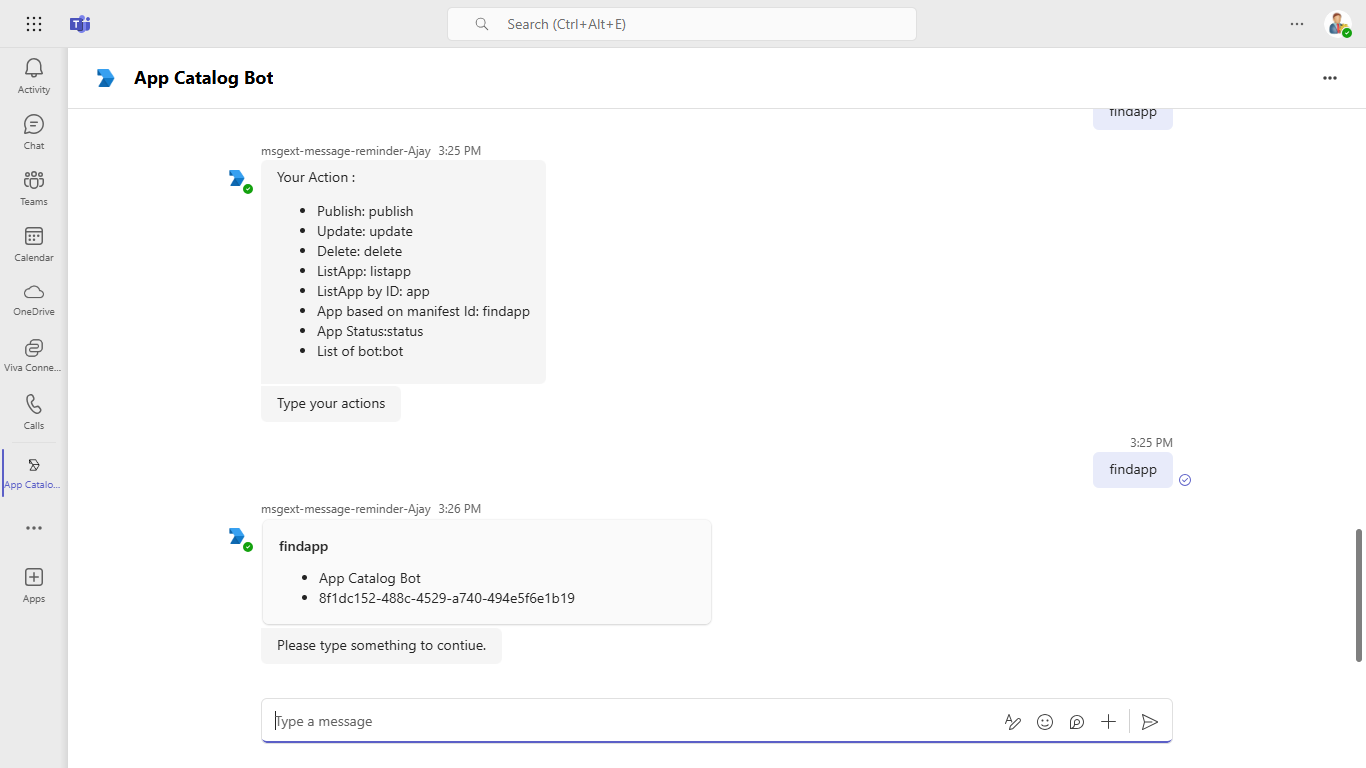 Search (Ctrl+Alt+E)
Activity
Chat
Teams
Calendar
OneDrive
Viva Conne...
Calls
App Catalo...
Apps
App Catalog Bot
findapp
msgext-message-reminder-Ajay 3:25 PM
Your Action :
Publish: publish
Update: update
Delete: delete
ListApp: listapp
ListApp by ID: app
App based on manifest Id: findapp
App Status:status
List of bot:bot
Type your actions
3:25 PM
findapp
msgext-message-reminder-Ajay 3:26 PM
findapp
App Catalog Bot
8f1dc152-488c-4529-a740-494e5f6e1b19
Please type something to contiue.
Type a message